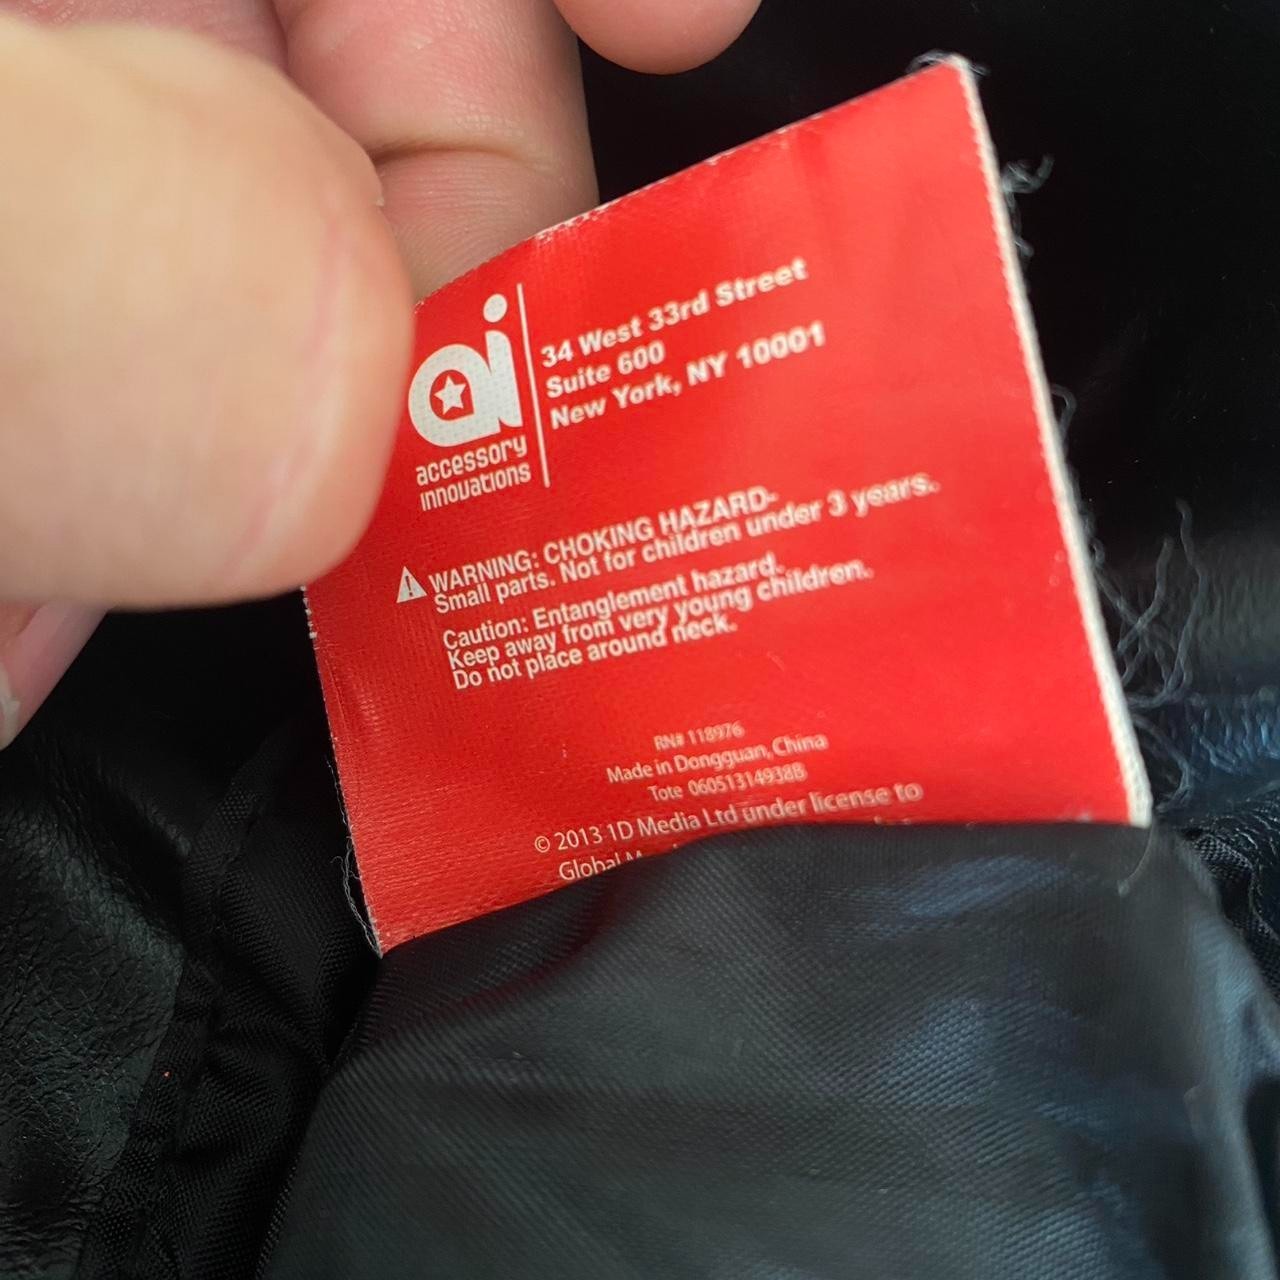 ai
accessory
innovations
34 West 33rd Street
Suite 600
New York, NY 10001
WARNING: CHOKING HAZARD-
Small parts. Not for children under 3 years.
Caution: Entanglement hazard.
Keep away from very young children.
Do not place around neck.
RN# 118976
Made in Dongguan, China
Tote 06051314938B
© 2013 1D Media Ltd under license to
Global